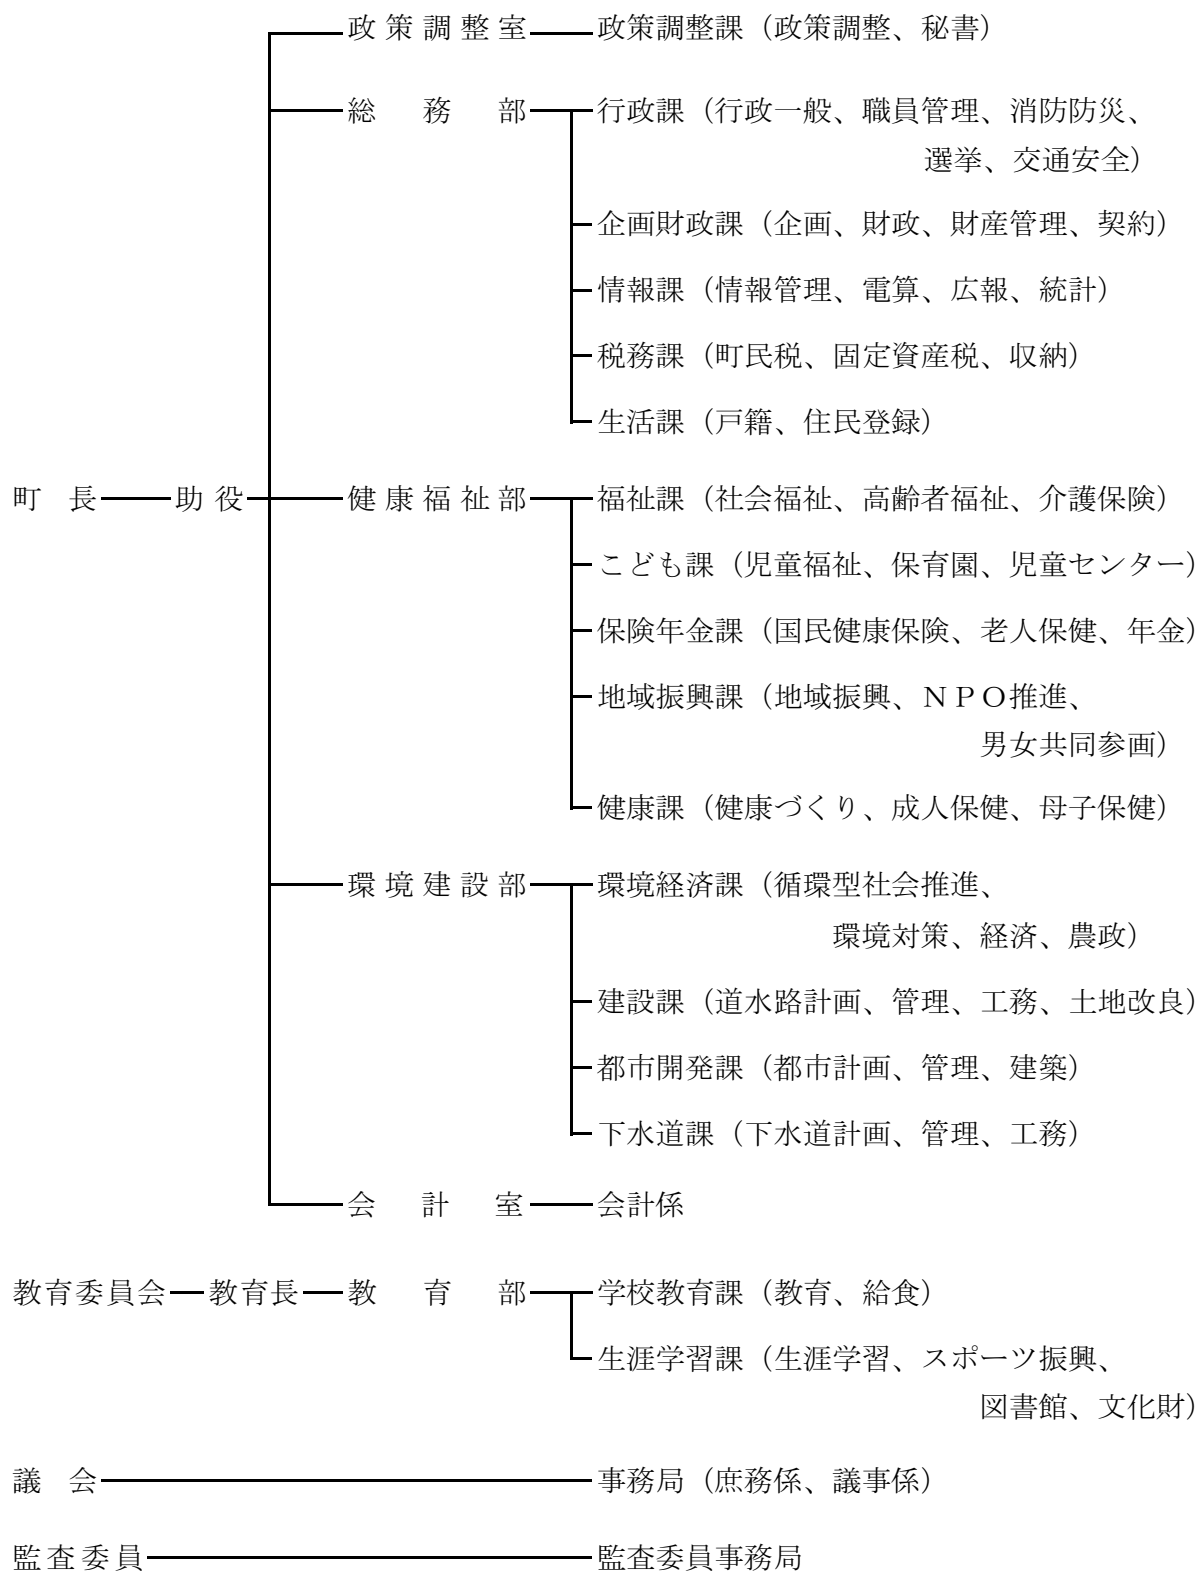 政策調整室 政策調整課（政策調整、秘書）
総務部 行政課（行政一般、職員管理、消防防災、
選挙、交通安全）
企画財政課（企画、財政、財産管理、契約）
情報課（情報管理、電算、広報、統計）
税務課（町民税、固定資産税、収納）
生活課（戸籍、住民登録）
町長 助役 健康福祉部 福祉課（社会福祉、高齢者福祉、介護保険）
こども課（児童福祉、保育園、児童センター）
保険年金課（国民健康保険、老人保健、年金）
地域振興課（地域振興、ＮＰＯ推進、
男女共同参画）
健康課（健康づくり、成人保健、母子保健）
環境建設部 環境経済課（循環型社会推進、
環境対策、経済、農政）
建設課（道水路計画、管理、工務、土地改良）
都市開発課（都市計画、管理、建築）
下水道課（下水道計画、管理、工務）
会計室 会計係
教育委員会 教育長 教育部 学校教育課（教育、給食）
生涯学習課（生涯学習、スポーツ振興、
図書館、文化財）
議会 事務局（庶務係、議事係）
監査委員 監査委員事務局